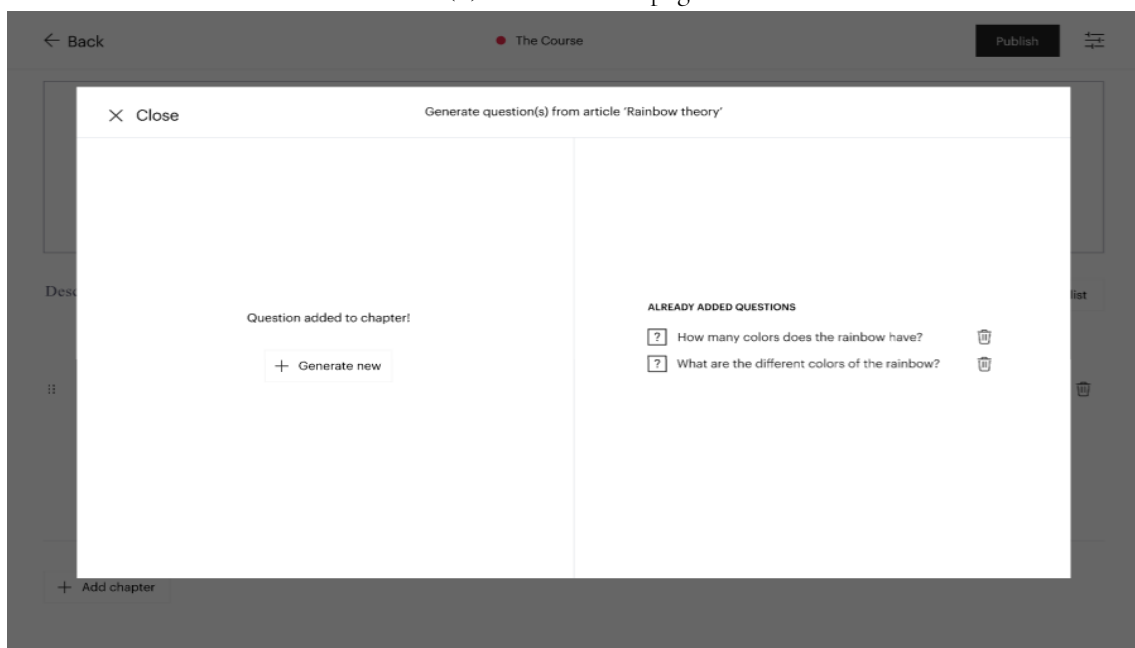 Back
The Course
Publish
Close
Generate question(s) from article 'Rainbow theory'
Question added to chapter!
Generate new
ALREADY ADDED QUESTIONS
? How many colors does the rainbow have?
? What are the different colors of the rainbow?
list
Add chapter